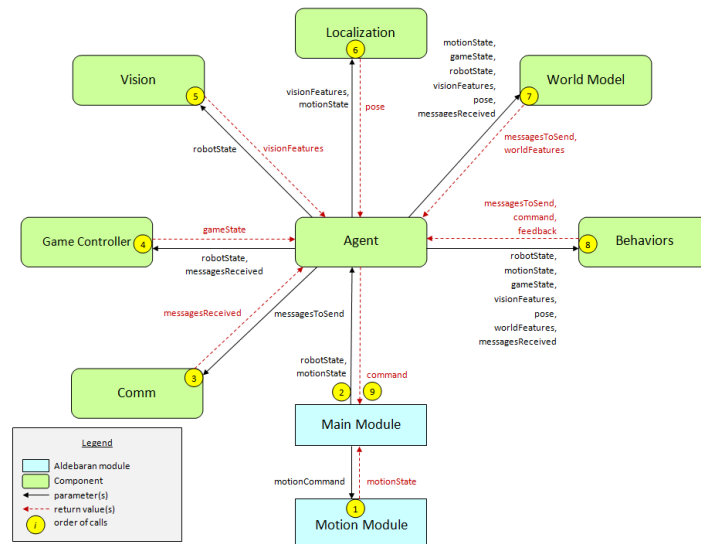 Localization
6
motionState,
gameState,
robotState,
visionFeatures,
pose,
messagesReceived
Vision
5
World Model
7
visionFeatures,
motionState
pose
robotState
visionFeatures
messagesToSend,
worldFeatures
messagesToSend,
command,
feedback
Game Controller
4
gameState
robotState,
messagesReceived
Agent
8
Behaviors
robotState,
motionState,
gameState,
visionFeatures,
pose,
worldFeatures,
messagesReceived
messagesReceived
messagesToSend
3
Comm
robotState,
motionState
command
2
9
Main Module
motionCommand
motionState
1
Motion Module
Legend
Aldebaran module
Component
parameter(s)
return value(s)
i
order of calls